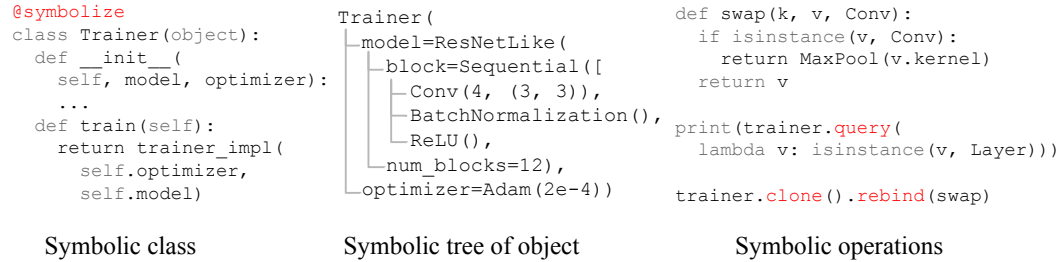 @symbolize
class Trainer(object):
def __init__(
self, model, optimizer):
...
def train(self):
return trainer_impl(
self.optimizer,
self.model)
Symbolic class
Trainer(
model=ResNetLike(
block=Sequential([
Conv(4, (3, 3)),
BatchNormalization(),
ReLU(),
num_blocks=12),
optimizer=Adam(2e-4))
Symbolic tree of object
def swap(k, v, Conv):
if isinstance(v, Conv):
return MaxPool(v.kernel)
return v
print(trainer.query(
lambda v: isinstance(v, Layer)))
trainer.clone().rebind(swap)
Symbolic operations